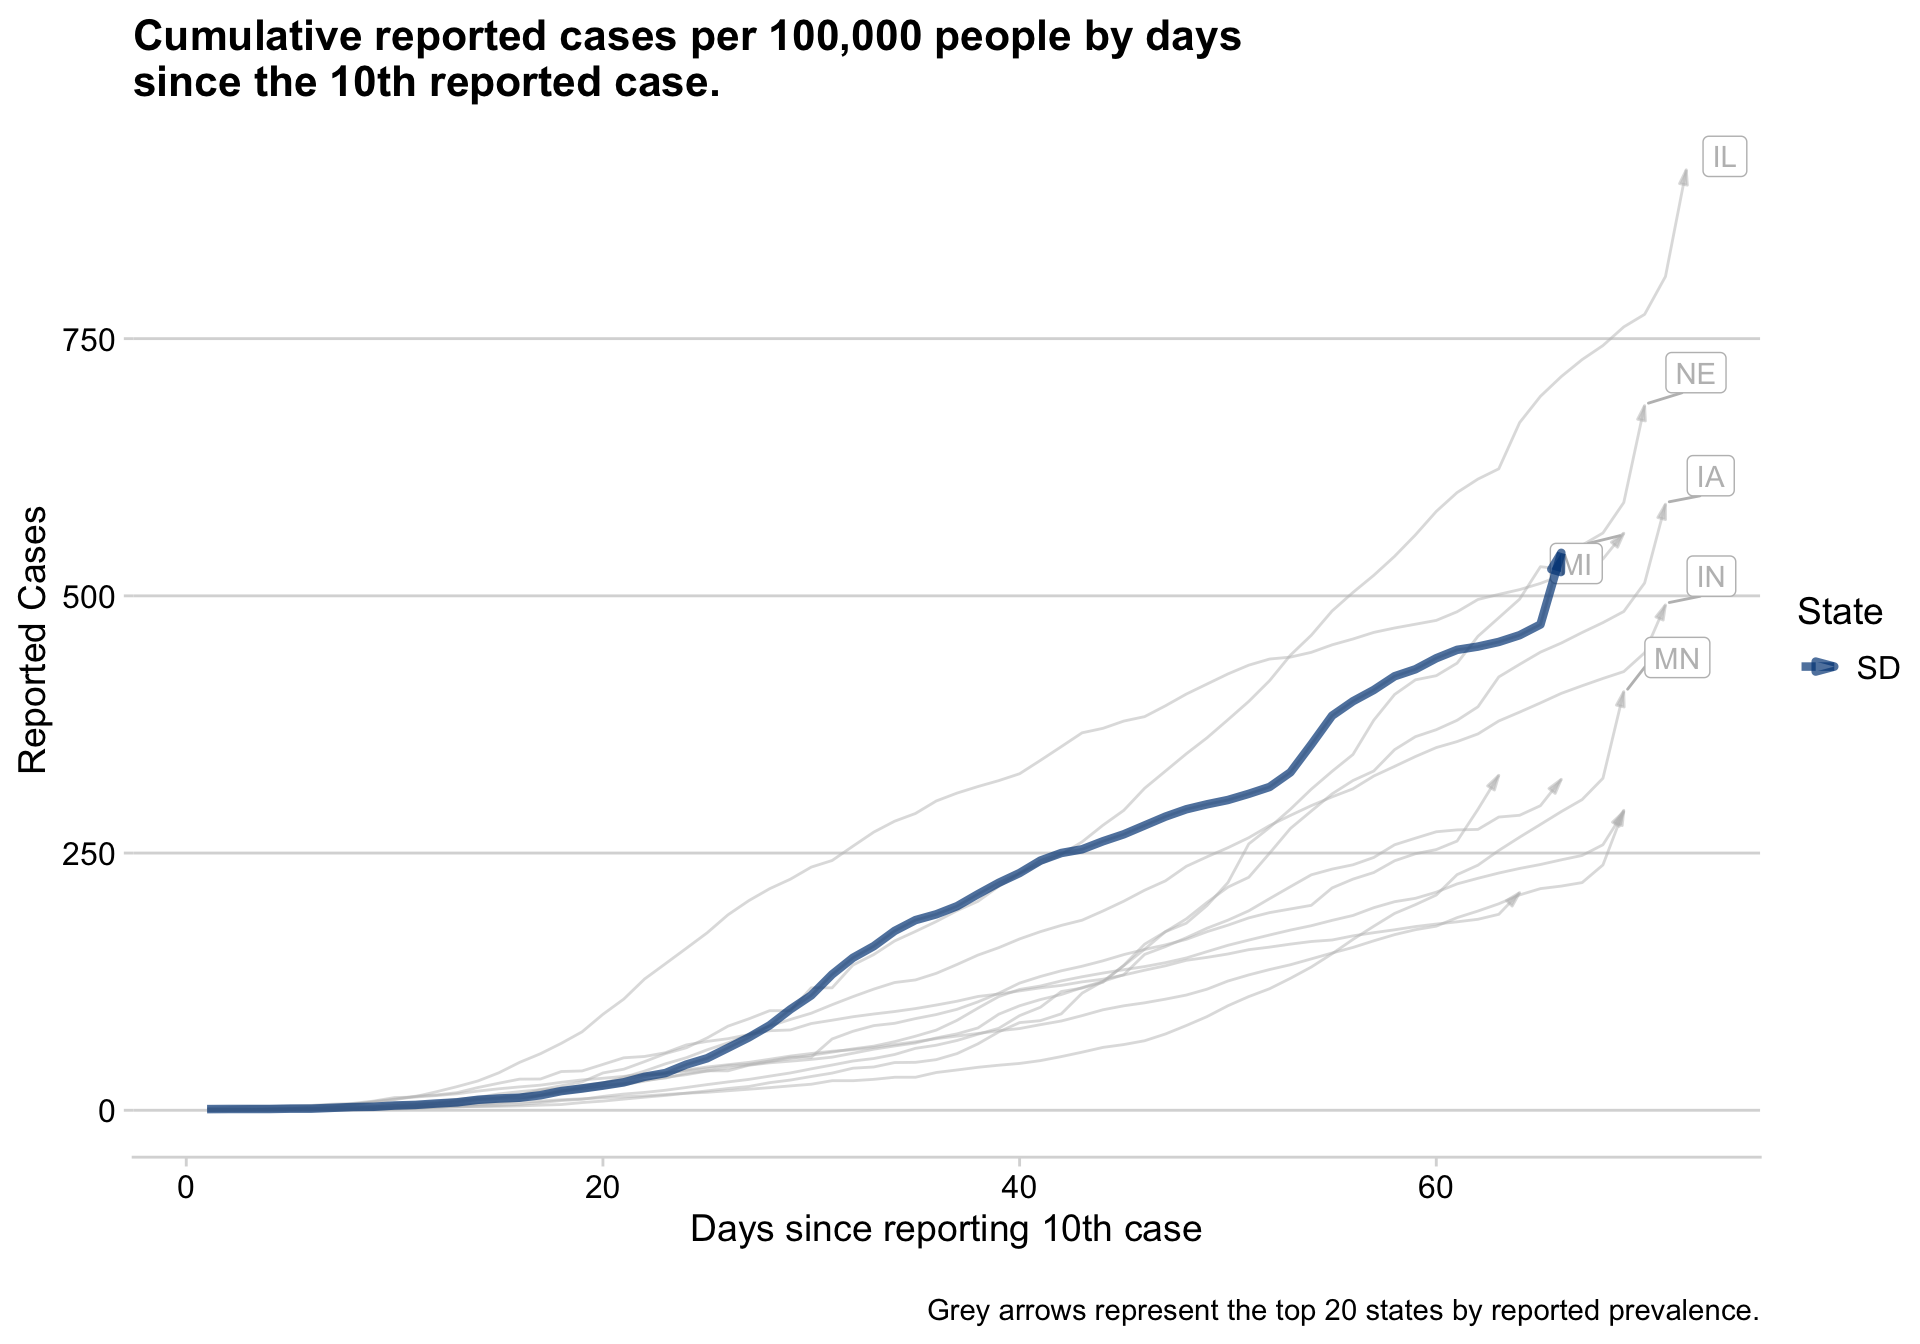 Cumulative reported cases per 100,000 people by days
since the 10th reported case.
IL
750
NE
IA
MI
IN
500
MN
250
0
Reported Cases
State
SD
0 20 40 60
Days since reporting 10th case
Grey arrows represent the top 20 states by reported prevalence.